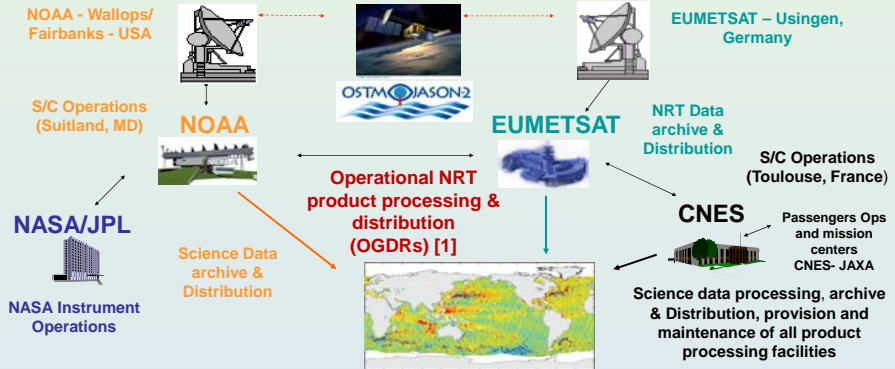 NOAA - Wallops/
Fairbanks - USA
EUMETSAT – Usingen,
Germany
OSTM JASON2
S/C Operations
(Suitland, MD)
NOAA
EUMETSAT
NRT Data
archive &
Distribution
S/C Operations
(Toulouse, France)
Operational NRT
product processing &
distribution
(OGDRs) [1]
NASA/JPL
CNES
Passengers Ops
and mission
centers
CNES- JAXA
Science Data
archive &
Distribution
NASA Instrument
Operations
Science data processing, archive
& Distribution, provision and
maintenance of all product
processing facilities